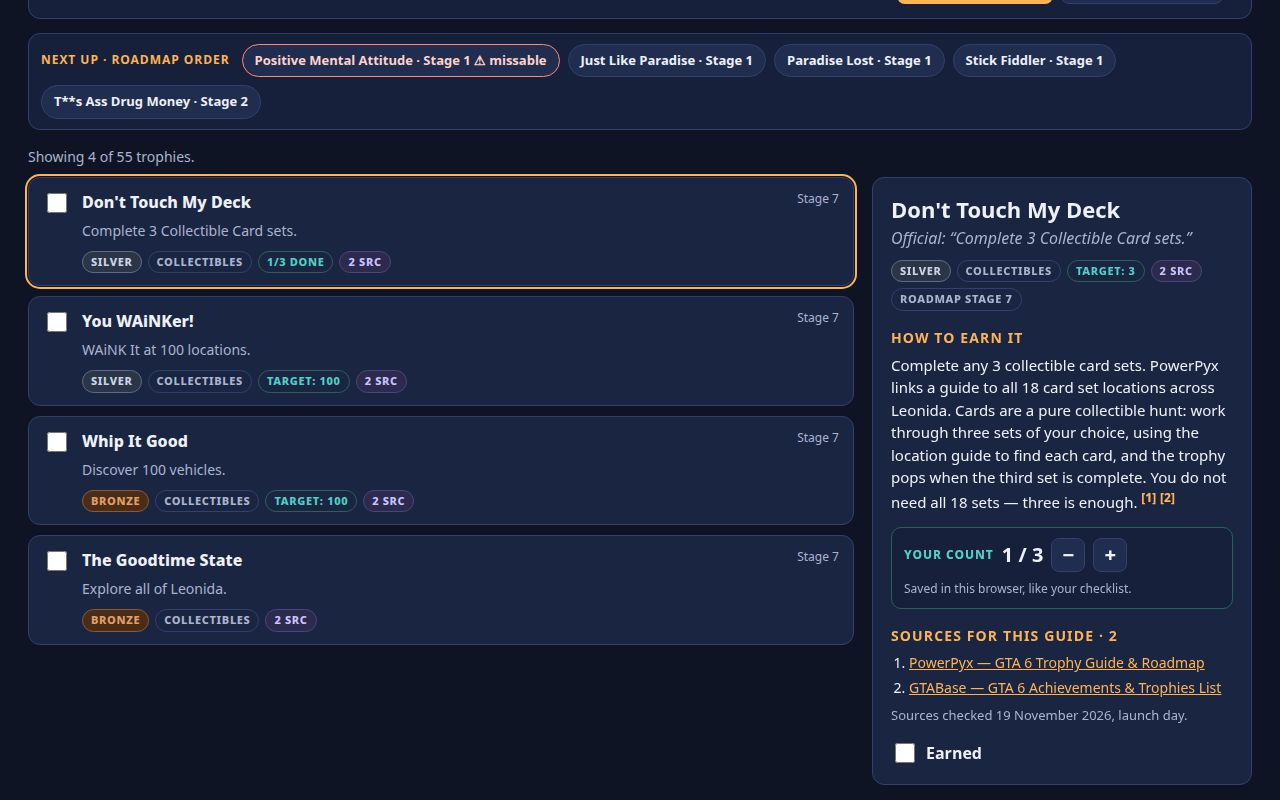 NEXT UP · ROADMAP ORDER
Positive Mental Attitude · Stage 1 ⚠ missable
Just Like Paradise · Stage 1
Paradise Lost · Stage 1
Stick Fiddler · Stage 1
T**s Ass Drug Money · Stage 2
Showing 4 of 55 trophies.
Don't Touch My Deck
Stage 7
Complete 3 Collectible Card sets.
SILVER
COLLECTIBLES
1/3 DONE
2 SRC
You WAiNKer!
Stage 7
WAiNK It at 100 locations.
SILVER
COLLECTIBLES
TARGET: 100
2 SRC
Whip It Good
Stage 7
Discover 100 vehicles.
BRONZE
COLLECTIBLES
TARGET: 100
2 SRC
The Goodtime State
Stage 7
Explore all of Leonida.
BRONZE
COLLECTIBLES
2 SRC
Don't Touch My Deck
Official: “Complete 3 Collectible Card sets.”
SILVER
COLLECTIBLES
TARGET: 3
2 SRC
ROADMAP STAGE 7
HOW TO EARN IT
Complete any 3 collectible card sets. PowerPyx
links a guide to all 18 card set locations across
Leonida. Cards are a pure collectible hunt: work
through three sets of your choice, using the
location guide to find each card, and the trophy
pops when the third set is complete. You do not
need all 18 sets — three is enough. [1] [2]
YOUR COUNT 1 / 3 − +
Saved in this browser, like your checklist.
SOURCES FOR THIS GUIDE · 2
1. PowerPyx — GTA 6 Trophy Guide & Roadmap
2. GTABase — GTA 6 Achievements & Trophies List
Sources checked 19 November 2026, launch day.
Earned